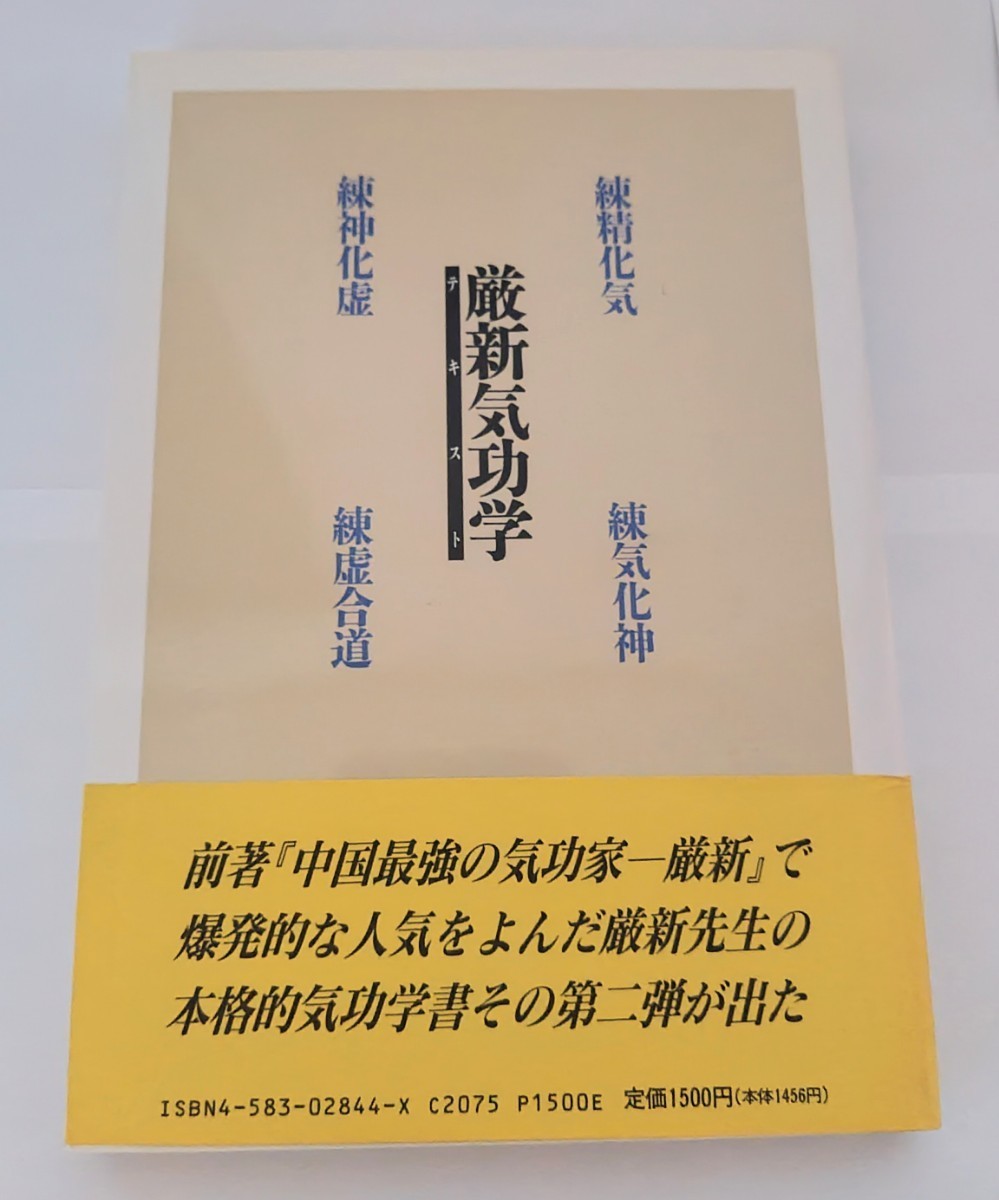 練精化気
練気化神
厳新気功学
テキスト
練神化虚
練虚合道
前著『中国最強の気功家―厳新』で
爆発的な人気をよんだ厳新先生の
本格的気功学書その第二弾が出た
ISBN4-583-02844-X C2075 P1500E 定価1500円(本体1456円)